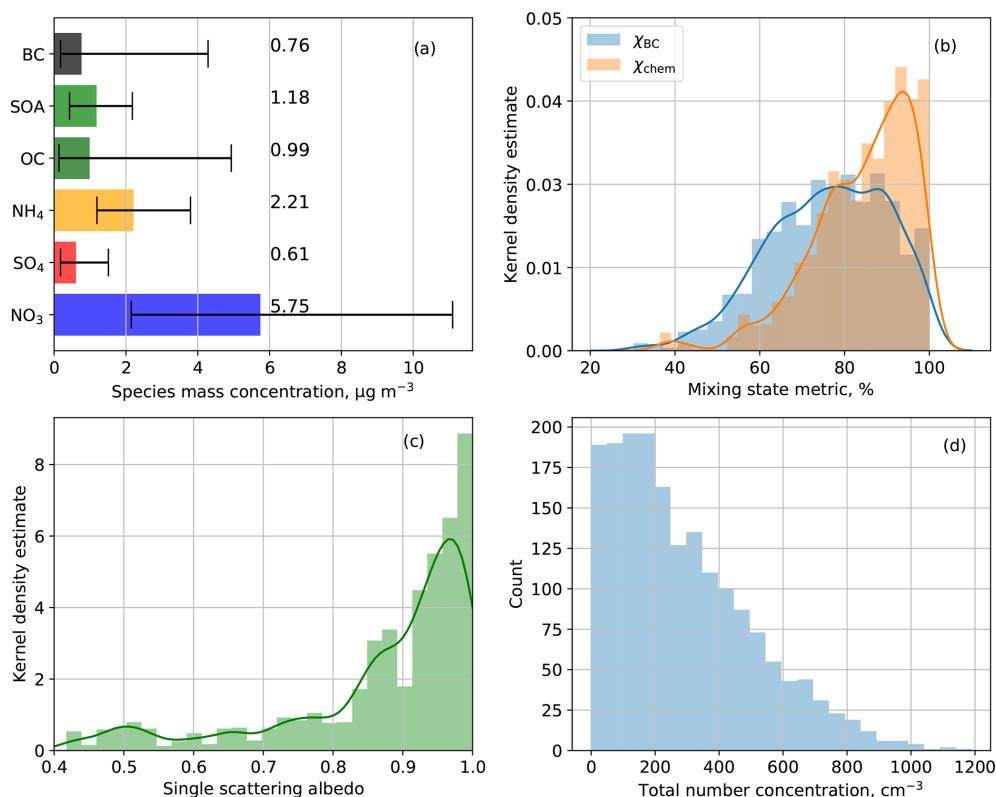 (a)
BC
SOA
OC
NH4
SO4
NO3
0.76
1.18
0.99
2.21
0.61
5.75
0 2 4 6 8 10
Species mass concentration, μg m−3
(b)
χBC
χchem
Kernel density estimate
0.05
0.04
0.03
0.01
0.00
20 40 60 80 100
Mixing state metric, %
(c)
Kernel density estimate
8
6
4
2
0
0.4 0.5 0.6 0.7 0.8 0.9 1.0
Single scattering albedo
(d)
Count
200
175
150
125
100
75
50
25
0
0 200 400 600 800 1000 1200
Total number concentration, cm−3